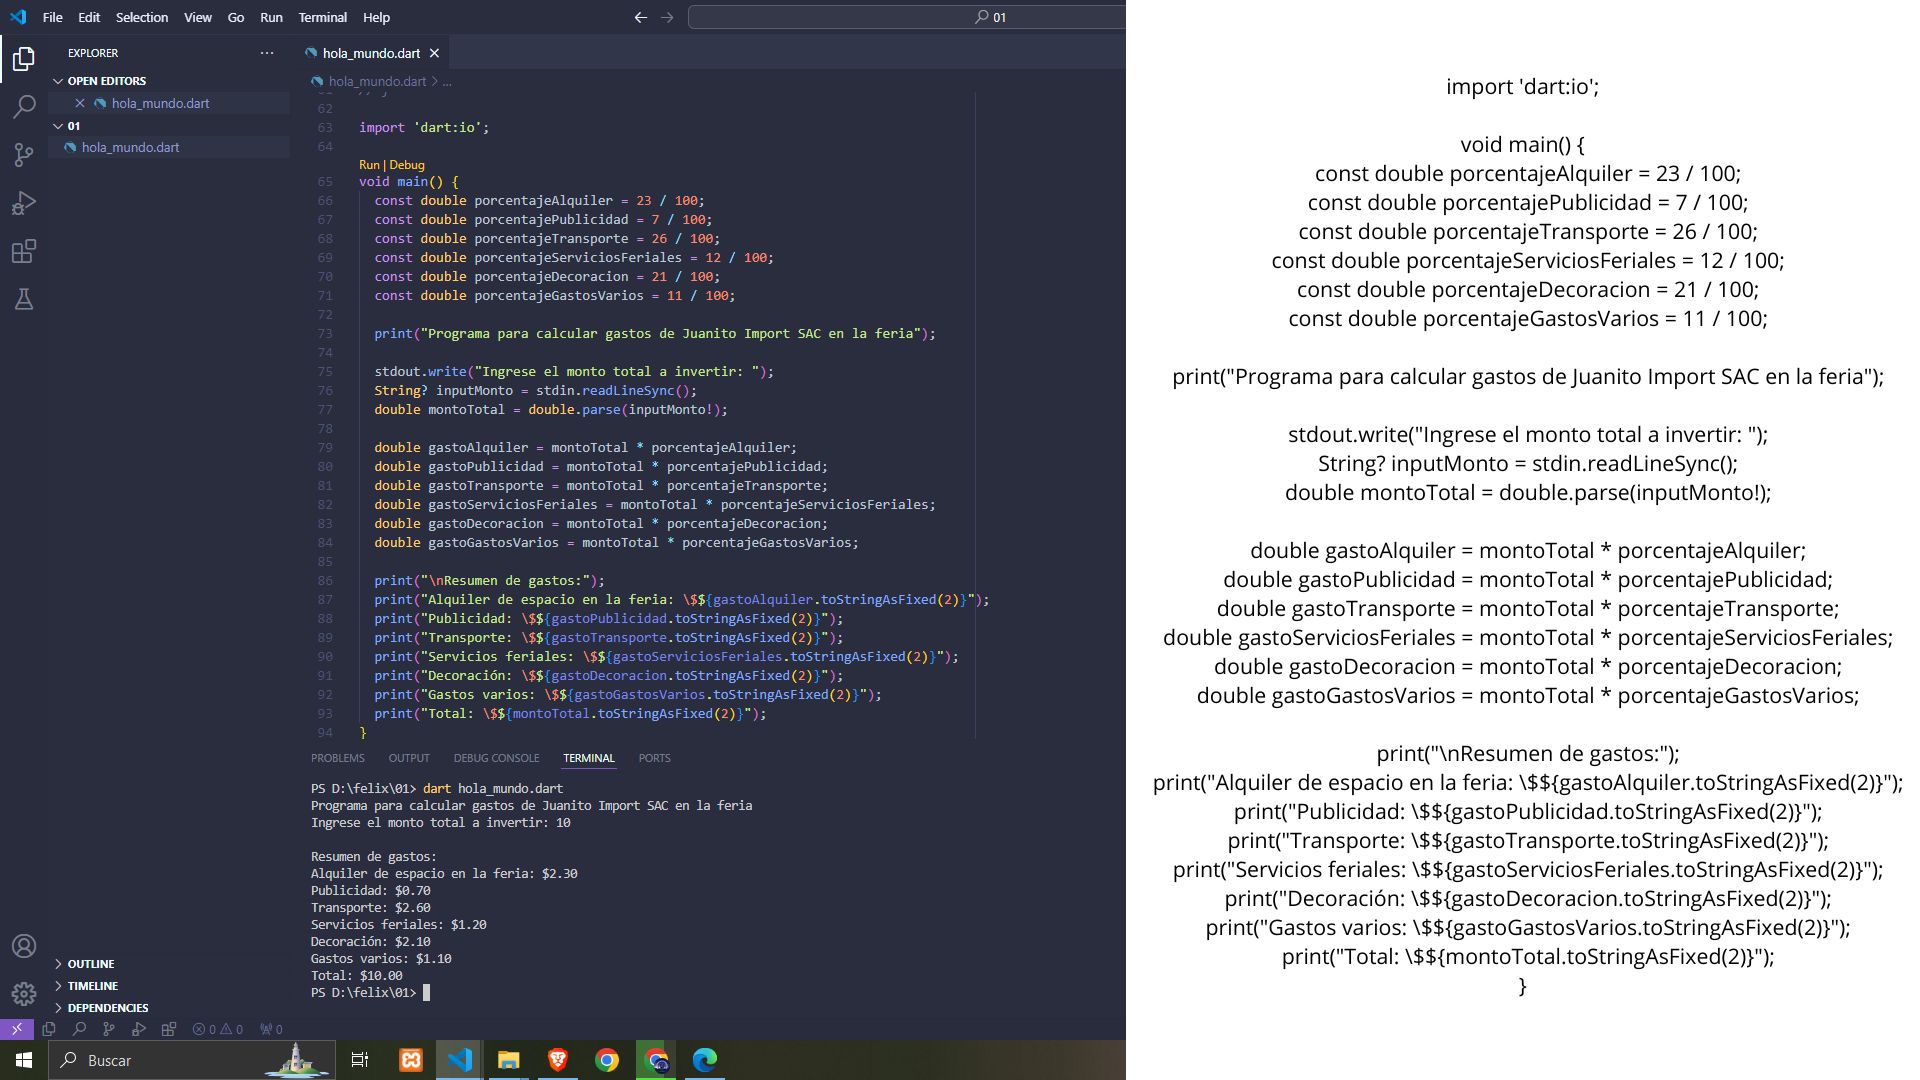 File Edit Selection View Go Run Terminal Help
01
EXPLORER
OPEN EDITORS
hola_mundo.dart
01
hola_mundo.dart
hola_mundo.dart
hola_mundo.dart > ...
62
63 import 'dart:io';
64
Run | Debug
65 void main() {
66 const double porcentajeAlquiler = 23 / 100;
67 const double porcentajePublicidad = 7 / 100;
68 const double porcentajeTransporte = 26 / 100;
69 const double porcentajeServiciosFeriales = 12 / 100;
70 const double porcentajeDecoracion = 21 / 100;
71 const double porcentajeGastosVarios = 11 / 100;
72
73 print("Programa para calcular gastos de Juanito Import SAC en la feria");
74
75 stdout.write("Ingrese el monto total a invertir: ");
76 String? inputMonto = stdin.readLineSync();
77 double montoTotal = double.parse(inputMonto!);
78
79 double gastoAlquiler = montoTotal * porcentajeAlquiler;
80 double gastoPublicidad = montoTotal * porcentajePublicidad;
81 double gastoTransporte = montoTotal * porcentajeTransporte;
82 double gastoServiciosFeriales = montoTotal * porcentajeServiciosFeriales;
83 double gastoDecoracion = montoTotal * porcentajeDecoracion;
84 double gastoGastosVarios = montoTotal * porcentajeGastosVarios;
85
86 print("\nResumen de gastos:");
87 print("Alquiler de espacio en la feria: \$${gastoAlquiler.toStringAsFixed(2)}");
88 print("Publicidad: \$${gastoPublicidad.toStringAsFixed(2)}");
89 print("Transporte: \$${gastoTransporte.toStringAsFixed(2)}");
90 print("Servicios feriales: \$${gastoServiciosFeriales.toStringAsFixed(2)}");
91 print("Decoración: \$${gastoDecoracion.toStringAsFixed(2)}");
92 print("Gastos varios: \$${gastoGastosVarios.toStringAsFixed(2)}");
93 print("Total: \$${montoTotal.toStringAsFixed(2)}");
94 }
PROBLEMS OUTPUT DEBUG CONSOLE TERMINAL PORTS
PS D:\felix\01> dart hola_mundo.dart
Programa para calcular gastos de Juanito Import SAC en la feria
Ingrese el monto total a invertir: 10
Resumen de gastos:
Alquiler de espacio en la feria: $2.30
Publicidad: $0.70
Transporte: $2.60
Servicios feriales: $1.20
Decoración: $2.10
Gastos varios: $1.10
Total: $10.00
PS D:\felix\01>
OUTLINE
TIMELINE
DEPENDENCIES
0 0 0
Buscar
import 'dart:io';
void main() {
const double porcentajeAlquiler = 23 / 100;
const double porcentajePublicidad = 7 / 100;
const double porcentajeTransporte = 26 / 100;
const double porcentajeServiciosFeriales = 12 / 100;
const double porcentajeDecoracion = 21 / 100;
const double porcentajeGastosVarios = 11 / 100;
print("Programa para calcular gastos de Juanito Import SAC en la feria");
stdout.write("Ingrese el monto total a invertir: ");
String? inputMonto = stdin.readLineSync();
double montoTotal = double.parse(inputMonto!);
double gastoAlquiler = montoTotal * porcentajeAlquiler;
double gastoPublicidad = montoTotal * porcentajePublicidad;
double gastoTransporte = montoTotal * porcentajeTransporte;
double gastoServiciosFeriales = montoTotal * porcentajeServiciosFeriales;
double gastoDecoracion = montoTotal * porcentajeDecoracion;
double gastoGastosVarios = montoTotal * porcentajeGastosVarios;
print("\nResumen de gastos:");
print("Alquiler de espacio en la feria: \$${gastoAlquiler.toStringAsFixed(2)}");
print("Publicidad: \$${gastoPublicidad.toStringAsFixed(2)}");
print("Transporte: \$${gastoTransporte.toStringAsFixed(2)}");
print("Servicios feriales: \$${gastoServiciosFeriales.toStringAsFixed(2)}");
print("Decoración: \$${gastoDecoracion.toStringAsFixed(2)}");
print("Gastos varios: \$${gastoGastosVarios.toStringAsFixed(2)}");
print("Total: \$${montoTotal.toStringAsFixed(2)}");
}